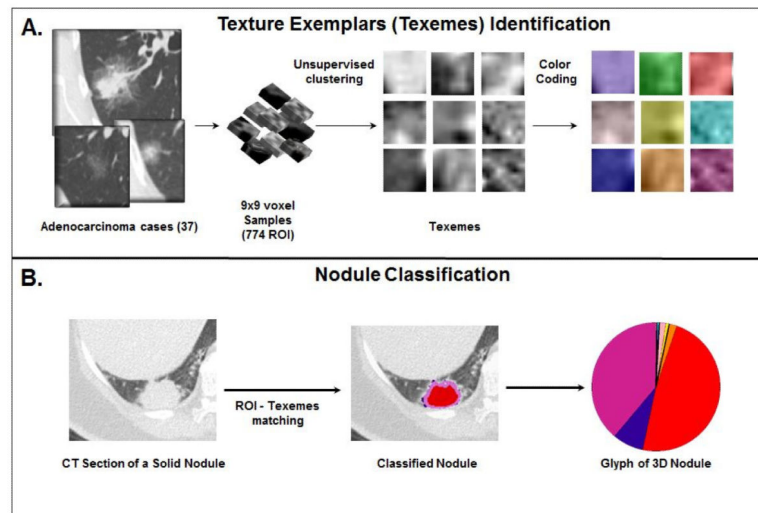 A.
Texture Exemplars (Texemes) Identification
Unsupervised
clustering
Color
Coding
Adenocarcinoma cases (37)
9x9 voxel
Samples
(774 ROI)
Texemes
B.
Nodule Classification
ROI - Texemes
matching
CT Section of a Solid Nodule
Classified Nodule
Glyph of 3D Nodule